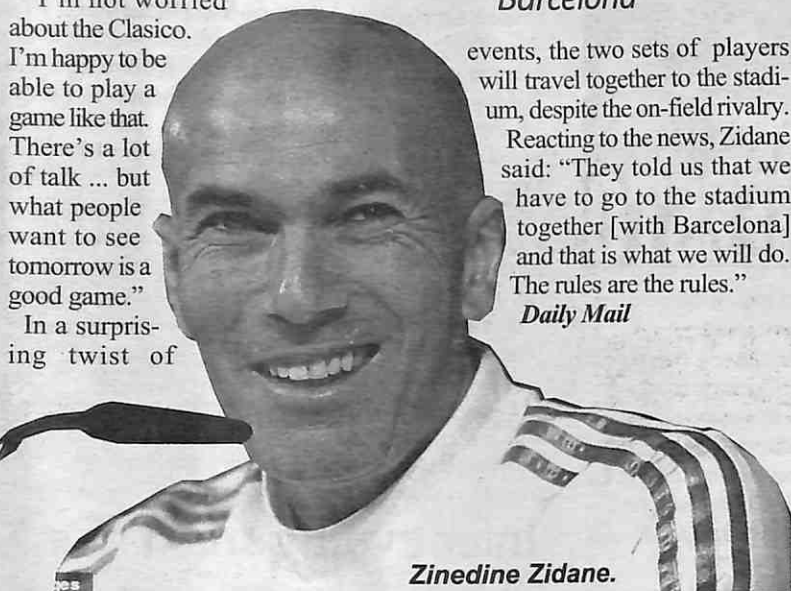 I'm not worried
about the Clasico.
I'm happy to be
able to play a
game like that.
There's a lot
of talk ... but
what people
want to see
tomorrow is a
good game."
In a surpris-
ing twist of
Barcelona
events, the two sets of players
will travel together to the stadi-
um, despite the on-field rivalry.
Reacting to the news, Zidane
said: "They told us that we
have to go to the stadium
together [with Barcelona]
and that is what we will do.
The rules are the rules."
Daily Mail
Zinedine Zidane.
es